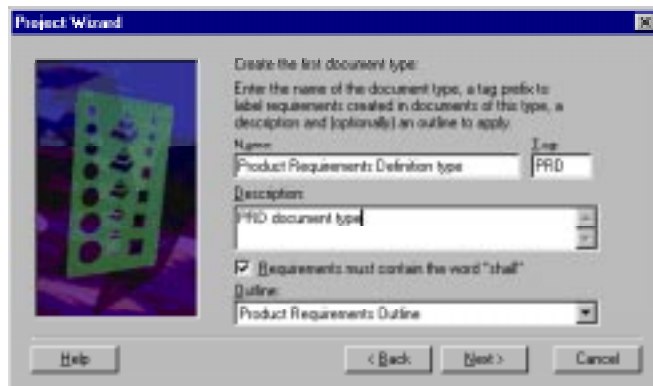 Project Wizard
Create the first document type:
Enter the name of the document type, a tag prefix to
label requirements created in documents of this type, a
description and (optionally) an outline to apply.
Name: Tag:
Product Requirements Definition type PRD
Description:
PRD document type
Requirements must contain the word "shall"
Outline:
Product Requirements Outline
Help < Back Next > Cancel